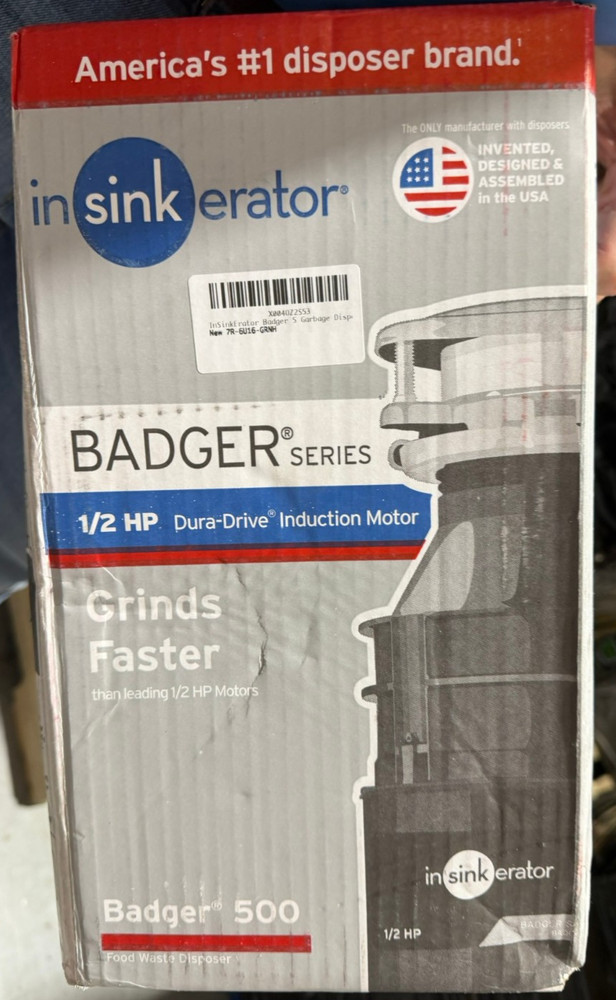 America's #1 disposer brand.¹
The ONLY manufacturer with disposers
INVENTED,
DESIGNED &
ASSEMBLED
in the USA
insinkerator®
InSinkErator Badger 5 Garbage Disp
New 7R-6U16-GRNH
BADGER® SERIES
1/2 HP Dura-Drive® Induction Motor
Grinds
Faster
than leading 1/2 HP Motors
insinkerator
Badger® 500
1/2 HP
Food Waste Disposer